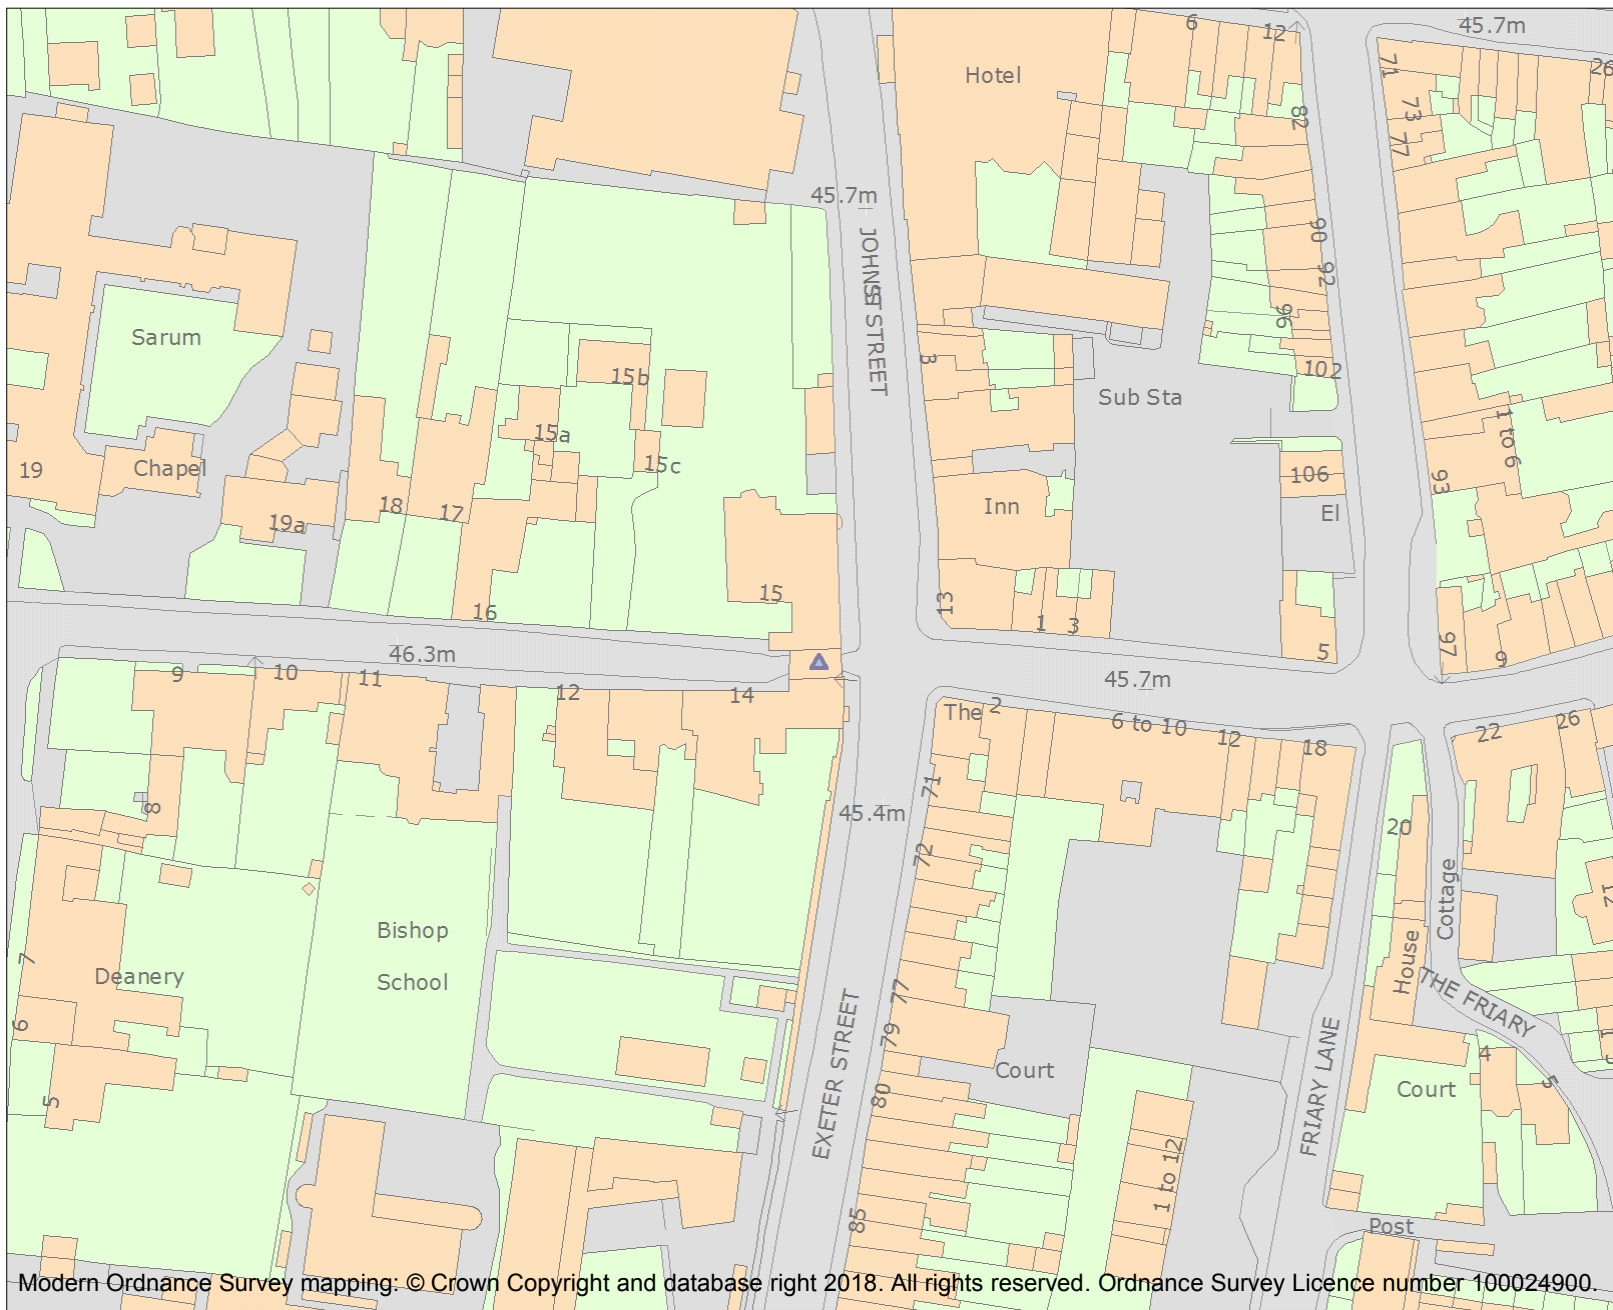 6
12
45.7m
71
26
Hotel
73
82
77
45.7m
JOHN ST STREET
90
92
Sarum
96
3
102
15b
Sub Sta
1 to 6
15a
15c
19
Chapel
106
93
18
17
Inn
El
19a
15
13
16
1
3
5
97
9
46.3m
9
10
11
12
14
45.7m
The 2
6 to 10
12
18
22
26
71
45.4m
8
20
72
Cottage
12
Bishop
School
7
Deanery
House
77
THE FRIARY
6
79
EXETER STREET
FRIARY LANE
Court
4
Court
5
5
80
1 to 12
85
Post
Modern Ordnance Survey mapping: © Crown Copyright and database right 2018. All rights reserved. Ordnance Survey Licence number 100024900.